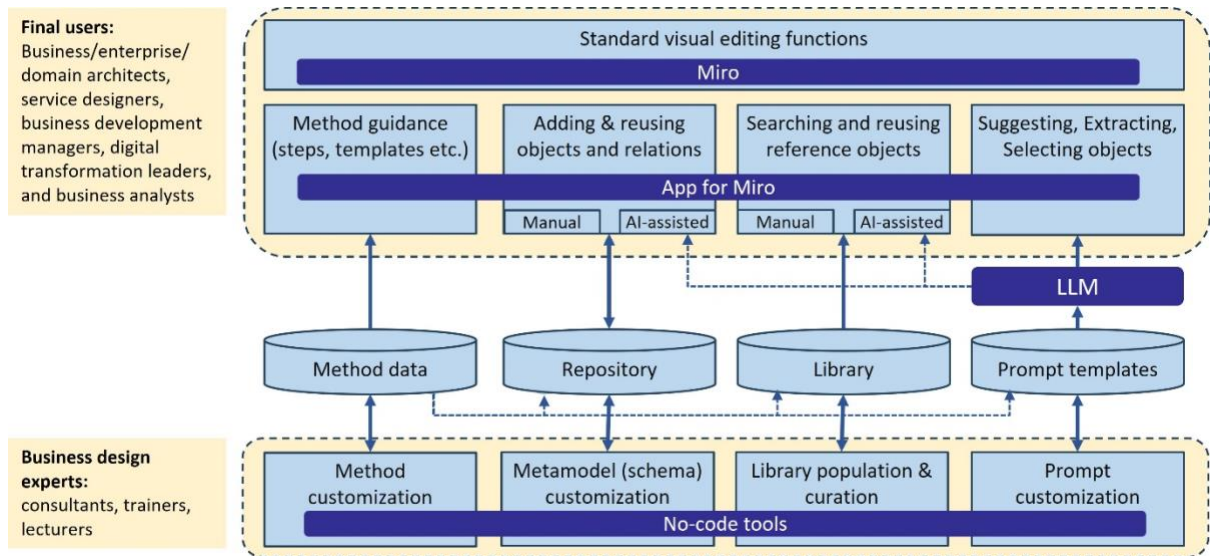 Final users:
Business/enterprise/
domain architects,
service designers,
business development
managers, digital
transformation leaders,
and business analysts
Standard visual editing functions
Miro
Method guidance
(steps, templates etc.)
Adding & reusing
objects and relations
Searching and reusing
reference objects
Suggesting, Extracting,
Selecting objects
App for Miro
Manual
AI-assisted
Manual
AI-assisted
LLM
Method data
Repository
Library
Prompt templates
Business design
experts:
consultants, trainers,
lecturers
Method
customization
Metamodel (schema)
customization
Library population &
curation
Prompt
customization
No-code tools